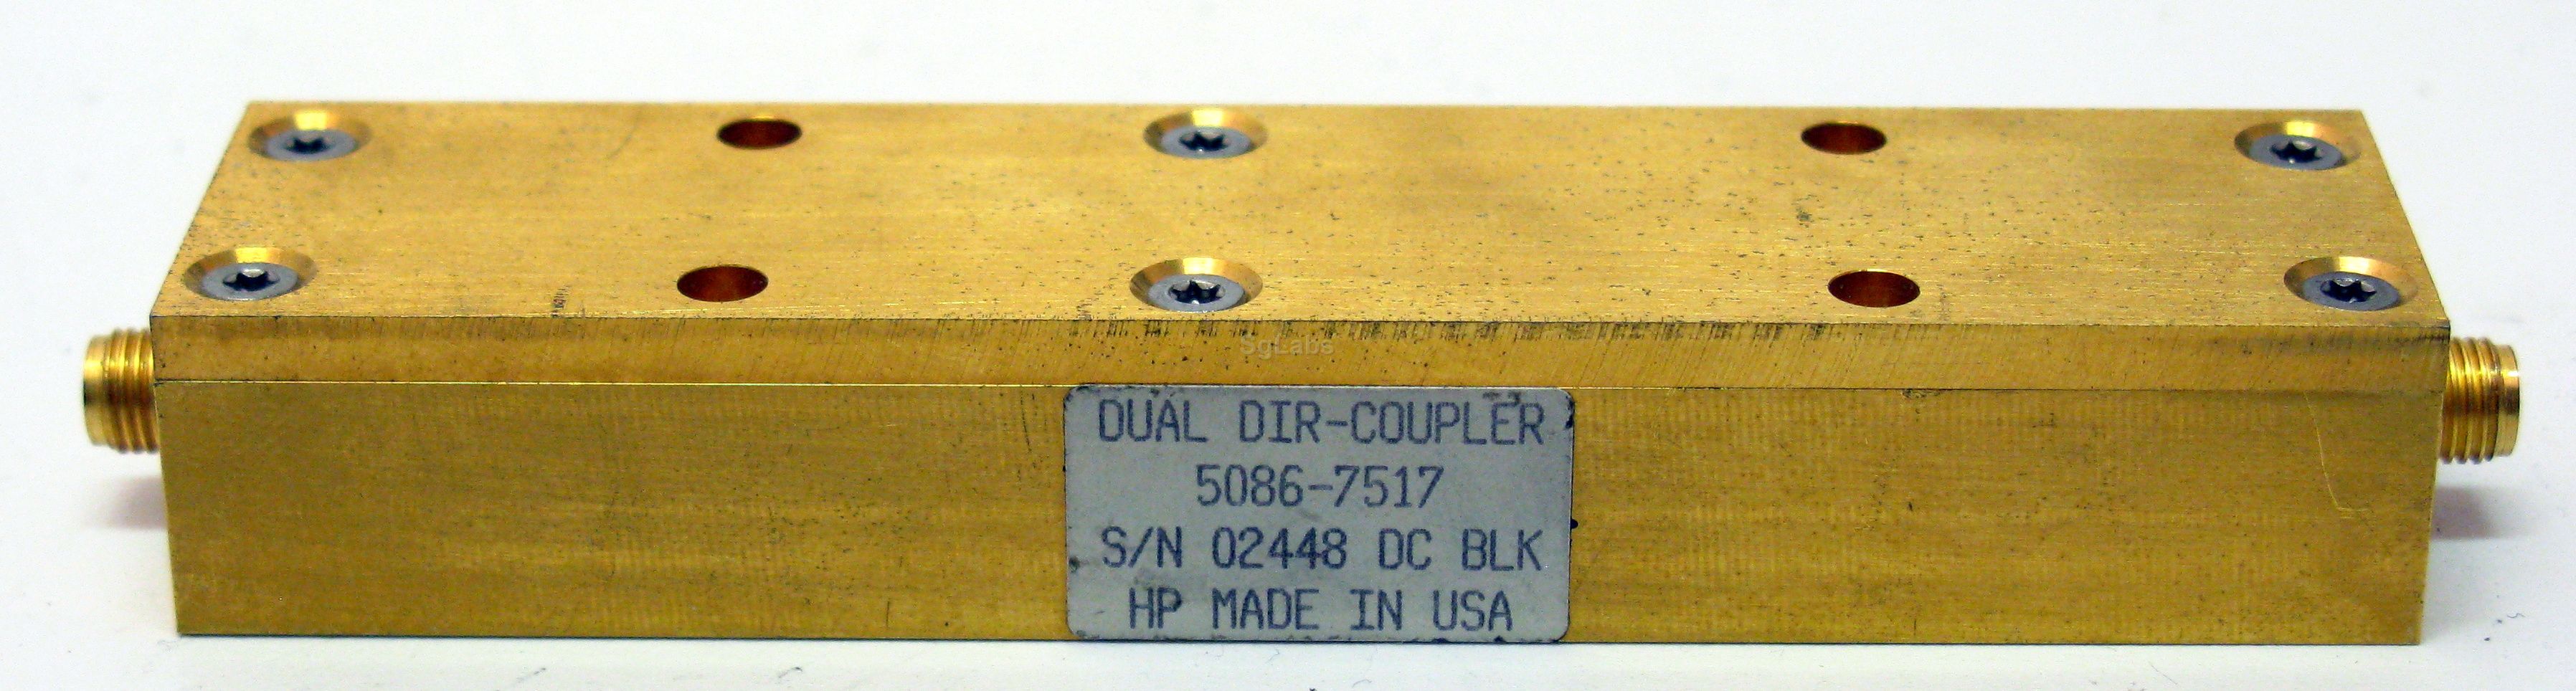 SgLabs
DUAL DIR-COUPLER
5086-7517
S/N 02448 DC BLK
HP MADE IN USA